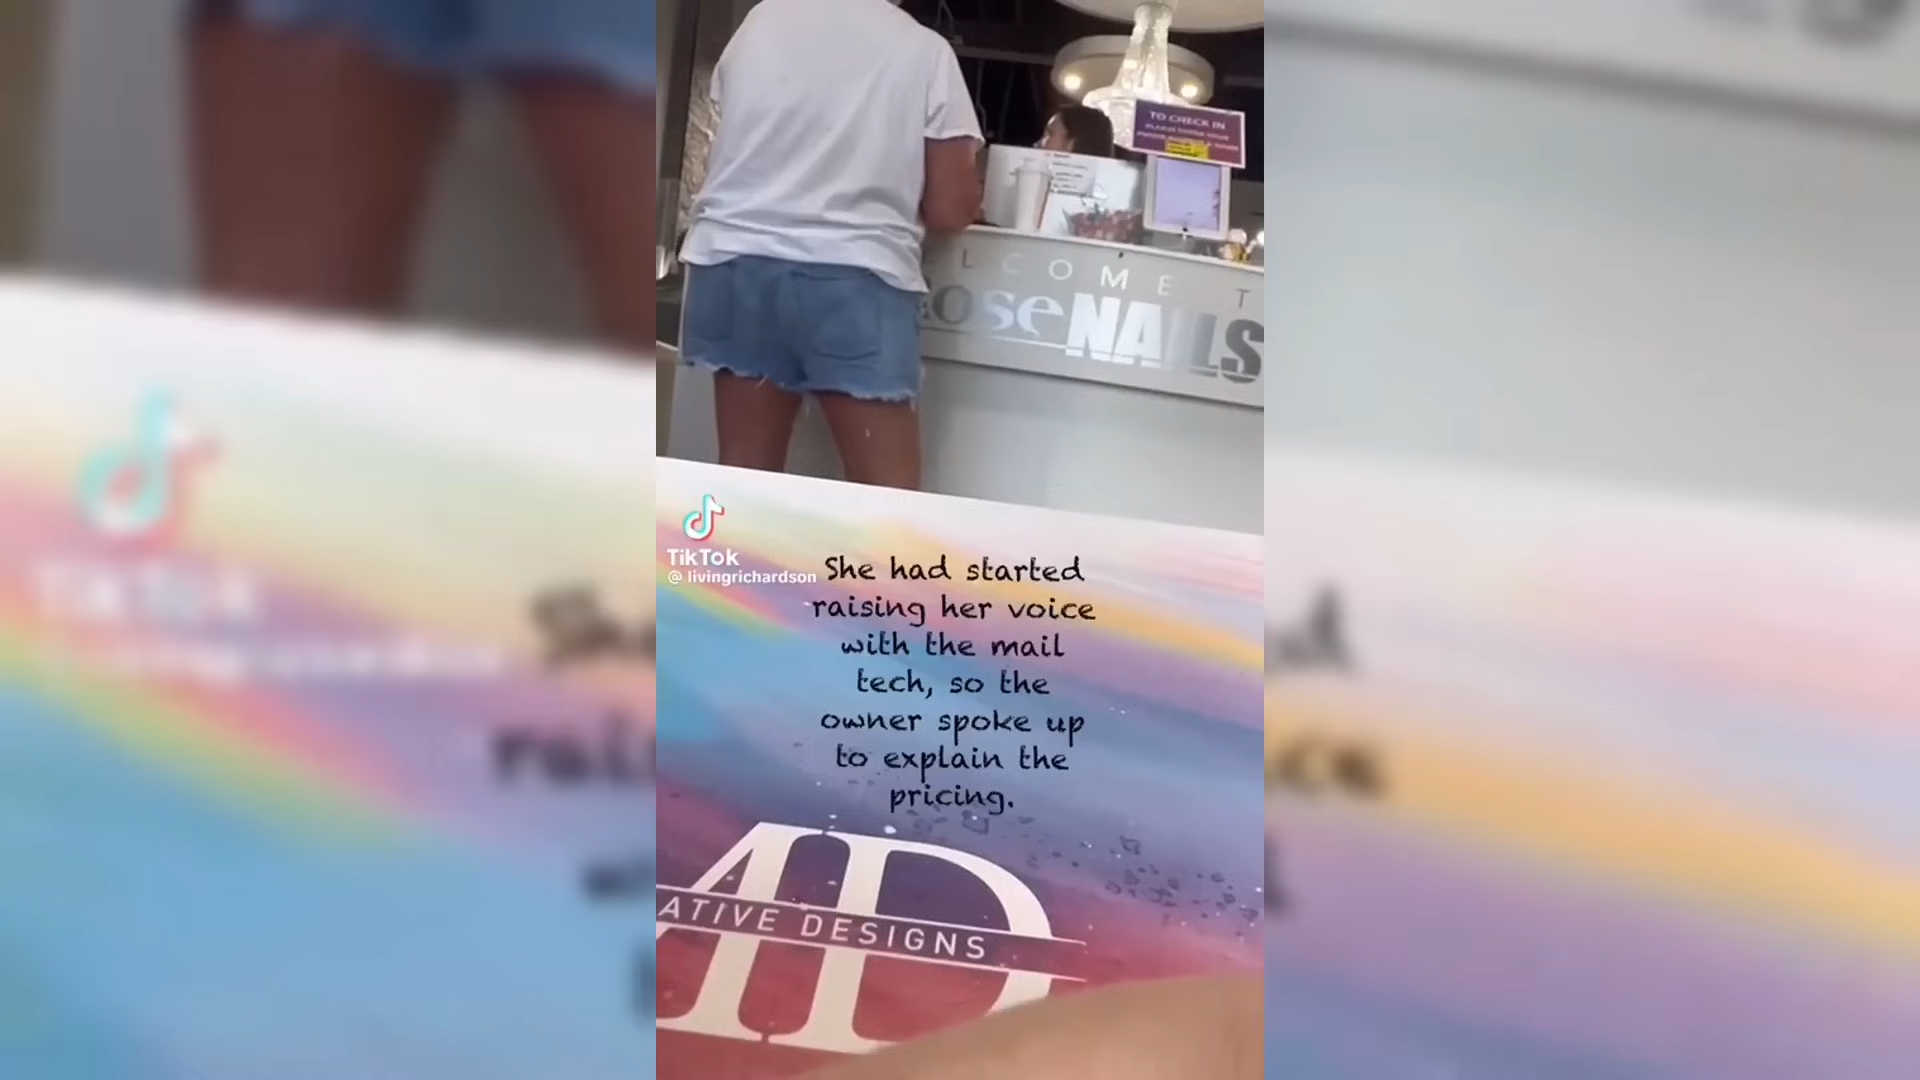 TO CHECK IN
LCOME T
ose NAILS
TikTok
@ livingrichardson
She had started
raising her voice
with the mail
tech, so the
owner spoke up
to explain the
pricing.
ATIVE DESIGNS